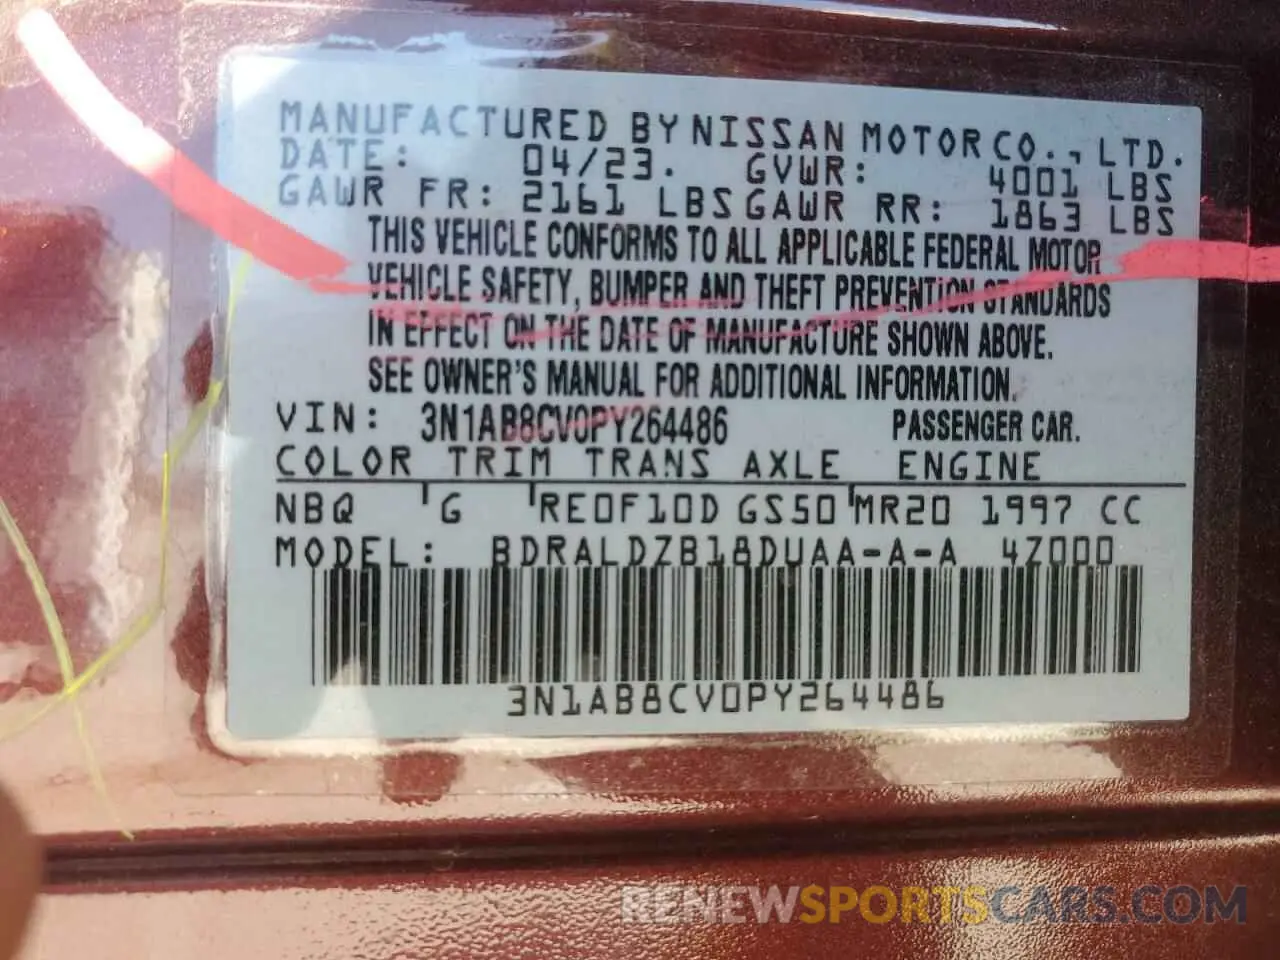 MANUFACTURED BY NISSAN MOTOR CO., LTD.
DATE: 04/23. GVWR: 4001 LBS
GAWR FR: 2161 LBS GAWR RR: 1863 LBS
THIS VEHICLE CONFORMS TO ALL APPLICABLE FEDERAL MOTOR
VEHICLE SAFETY, BUMPER AND THEFT PREVENTION STANDARDS
IN EFFECT ON THE DATE OF MANUFACTURE SHOWN ABOVE.
SEE OWNER'S MANUAL FOR ADDITIONAL INFORMATION.
VIN: 3N1AB8CV0PY264486 PASSENGER CAR.
COLOR TRIM TRANS AXLE ENGINE
NBQ G RE0F10D GS50 MR20 1997 CC
MODEL: BDRALDZB18DUAA-A-A 4Z000
3N1AB8CV0PY264486
RENEWSPORTSCARS.COM